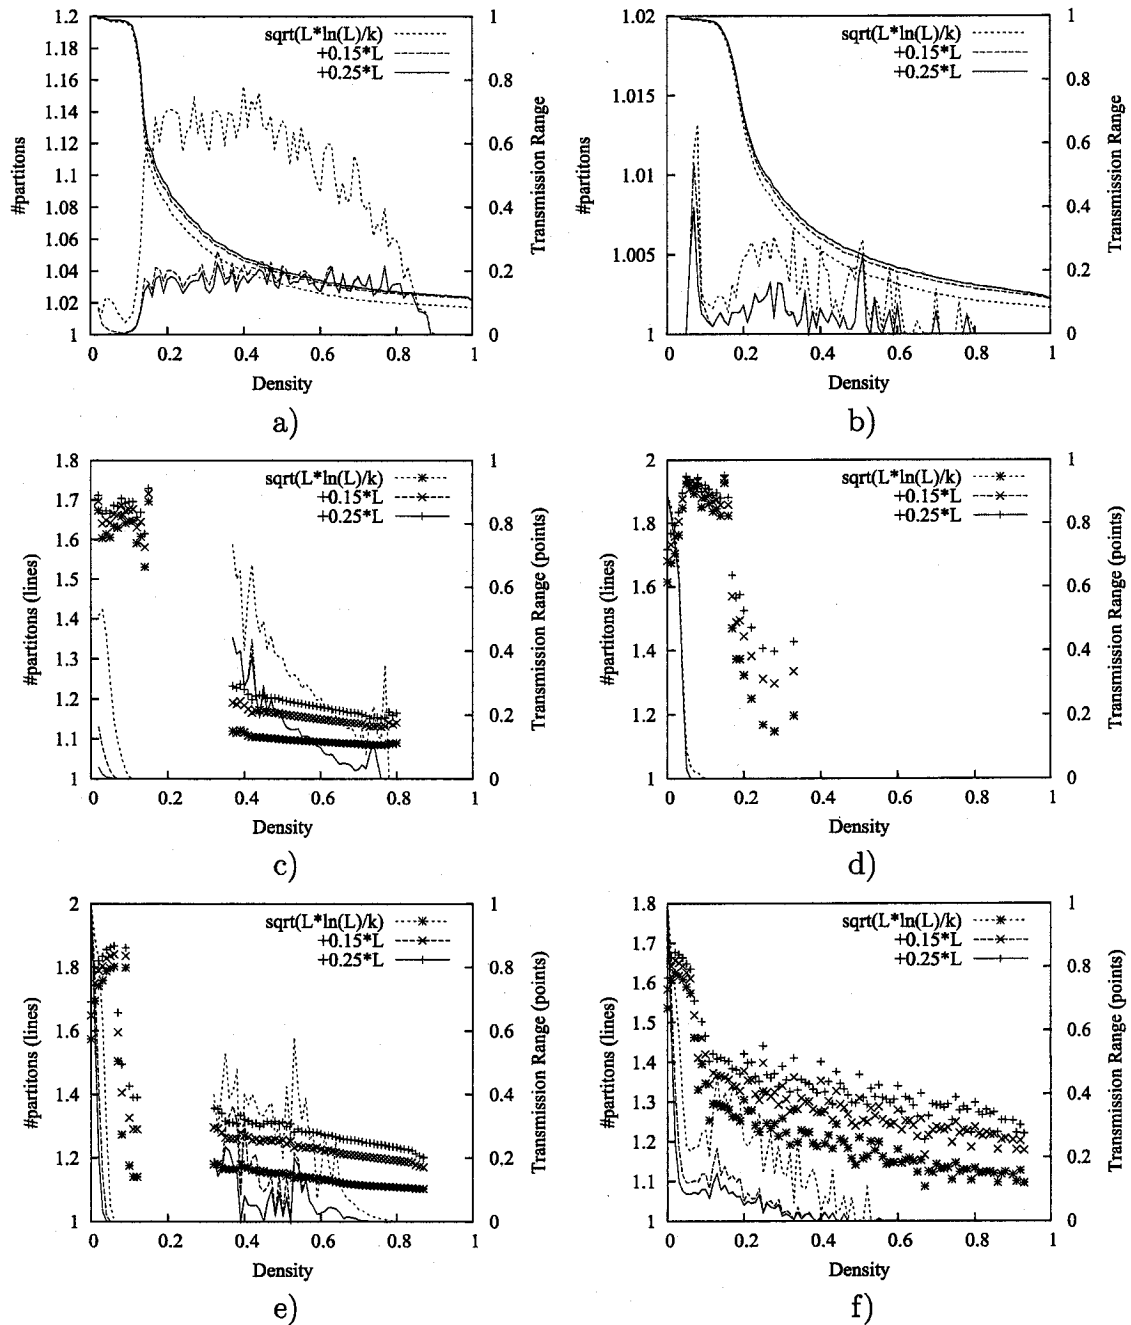 1.2
1.18
1.16
1.14
1.12
1.1
1.08
1.06
1.04
1.02
1
#partitons
sqrt(L*ln(L)/k)
+0.15*L
+0.25*L
1
0.8
0.6
0.4
0.2
0
Transmission Range
0 0.2 0.4 0.6 0.8 1
Density
a)
1.02
1.015
1.01
1.005
1
#partitons
sqrt(L*ln(L)/k)
+0.15*L
+0.25*L
1
0.8
0.6
0.4
0.2
0
Transmission Range
0 0.2 0.4 0.6 0.8 1
Density
b)
1.8
1.7
1.6
1.5
1.4
1.3
1.2
1.1
1
#partitons (lines)
sqrt(L*ln(L)/k)
+0.15*L
+0.25*L
1
0.8
0.6
0.4
0.2
0
Transmission Range (points)
0 0.2 0.4 0.6 0.8 1
Density
c)
2
1.8
1.6
1.4
1.2
1
#partitons (lines)
sqrt(L*ln(L)/k)
+0.15*L
+0.25*L
1
0.8
0.6
0.4
0.2
0
Transmission Range (points)
0 0.2 0.4 0.6 0.8 1
Density
d)
2
1.8
1.6
1.4
1.2
1
#partitons (lines)
sqrt(L*ln(L)/k)
+0.15*L
+0.25*L
1
0.8
0.6
0.4
0.2
0
Transmission Range (points)
0 0.2 0.4 0.6 0.8 1
Density
e)
1.8
1.7
1.6
1.5
1.4
1.3
1.2
1.1
1
#partitons (lines)
sqrt(L*ln(L)/k)
+0.15*L
+0.25*L
1
0.8
0.6
0.4
0.2
0
Transmission Range (points)
0 0.2 0.4 0.6 0.8 1
Density
f)